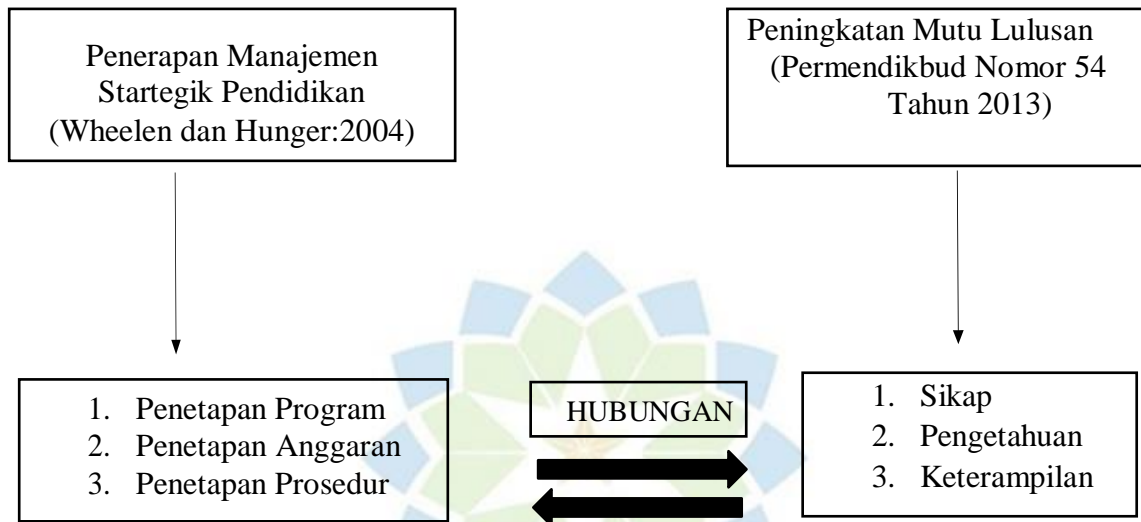 Penerapan Manajemen
Startegik Pendidikan
(Wheelen dan Hunger:2004)
Peningkatan Mutu Lulusan
(Permendikbud Nomor 54
Tahun 2013)
1. Penetapan Program
2. Penetapan Anggaran
3. Penetapan Prosedur
HUBUNGAN
1. Sikap
2. Pengetahuan
3. Keterampilan